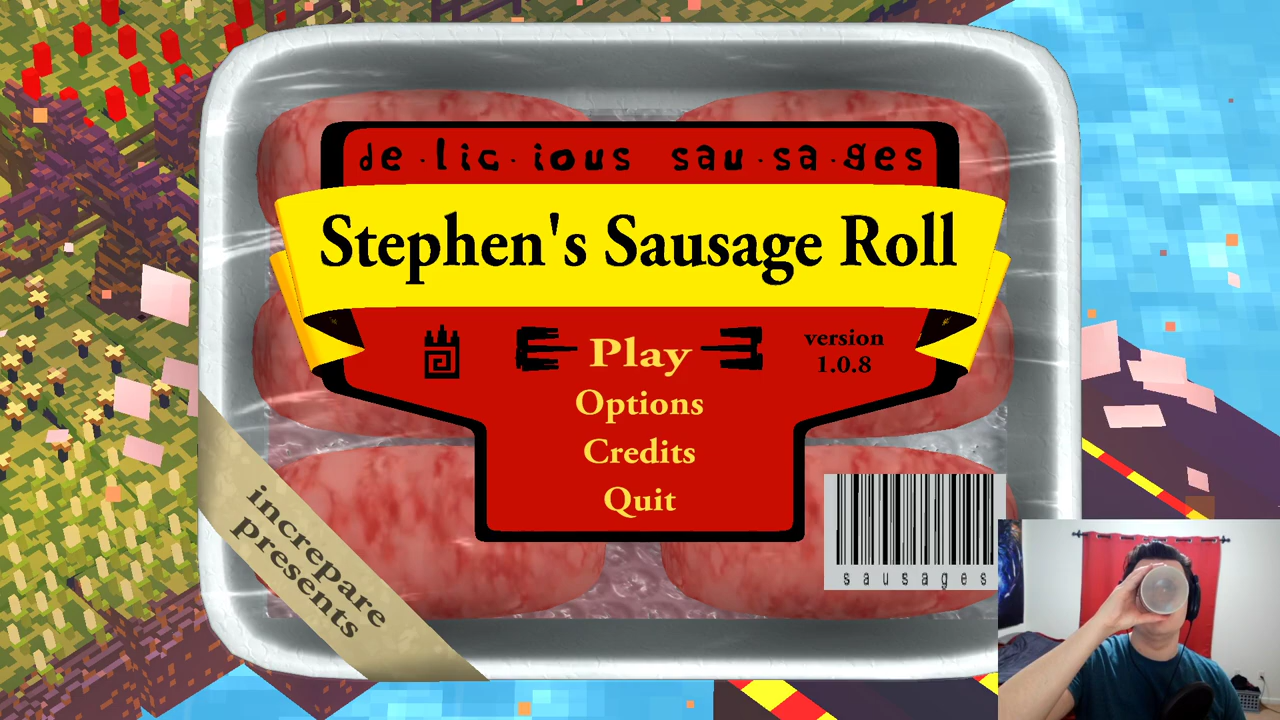 de·lic·ious sau·sa·ges
Stephen's Sausage Roll
version
1.0.8
Play
Options
Credits
Quit
increpare
presents
sausages